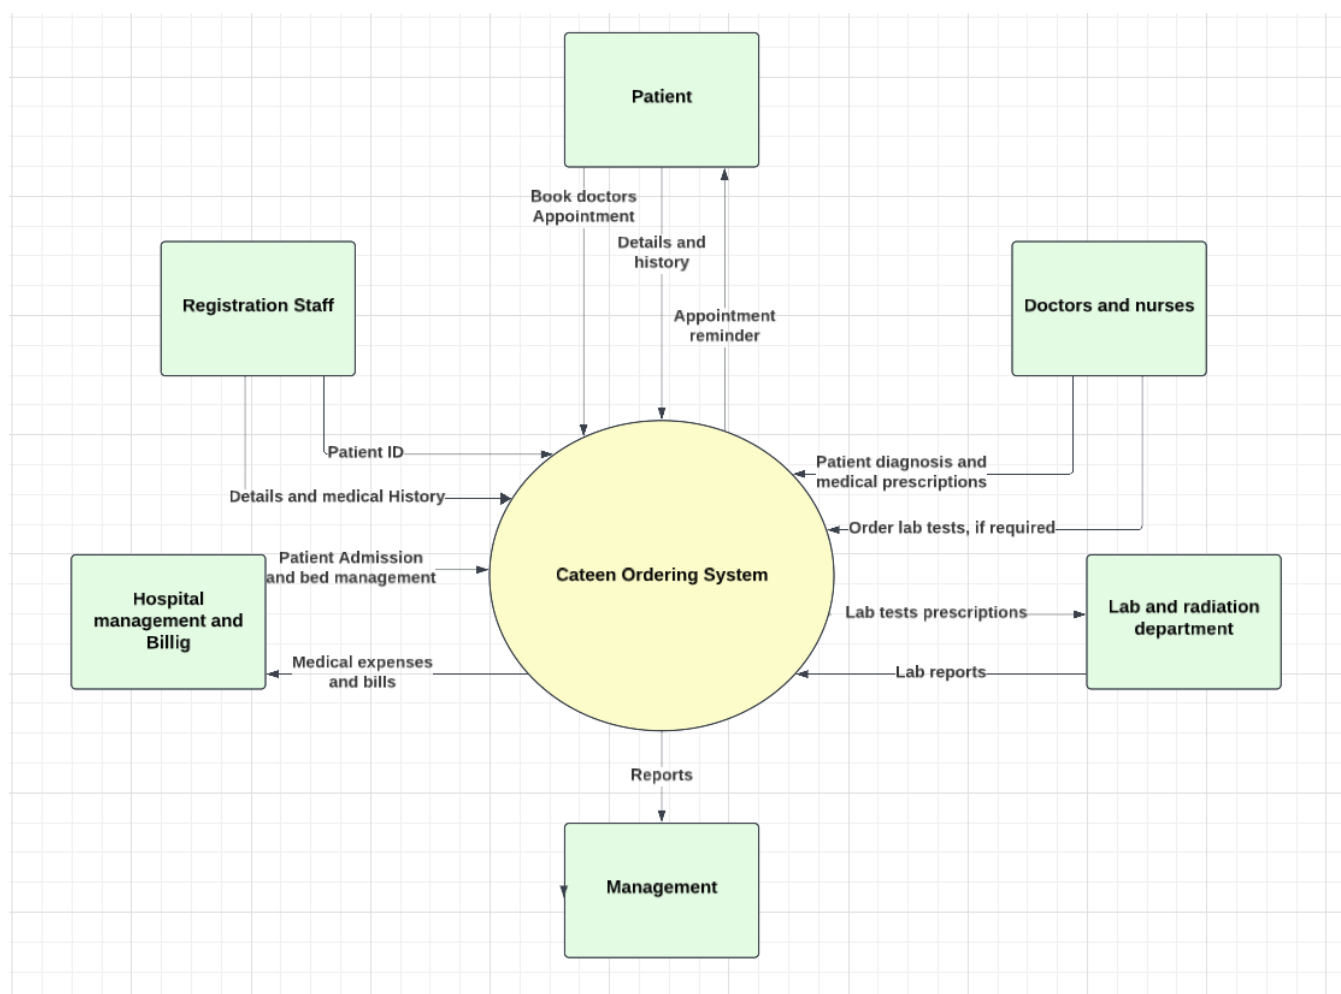 Patient
Book doctors
Appointment
Details and
history
Appointment
reminder
Registration Staff
Doctors and nurses
Patient ID
Details and medical History
Patient diagnosis and
medical prescriptions
Order lab tests, if required
Patient Admission
and bed management
Cateen Ordering System
Hospital
management and
Billig
Lab tests prescriptions
Lab and radiation
department
Medical expenses
and bills
Lab reports
Reports
Management